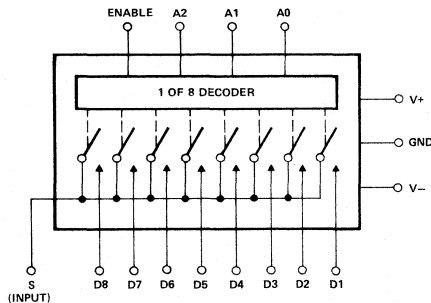 ENABLE A2 A1 A0
1 OF 8 DECODER
V+
GND
V−
S D8 D7 D6 D5 D4 D3 D2 D1
(INPUT)